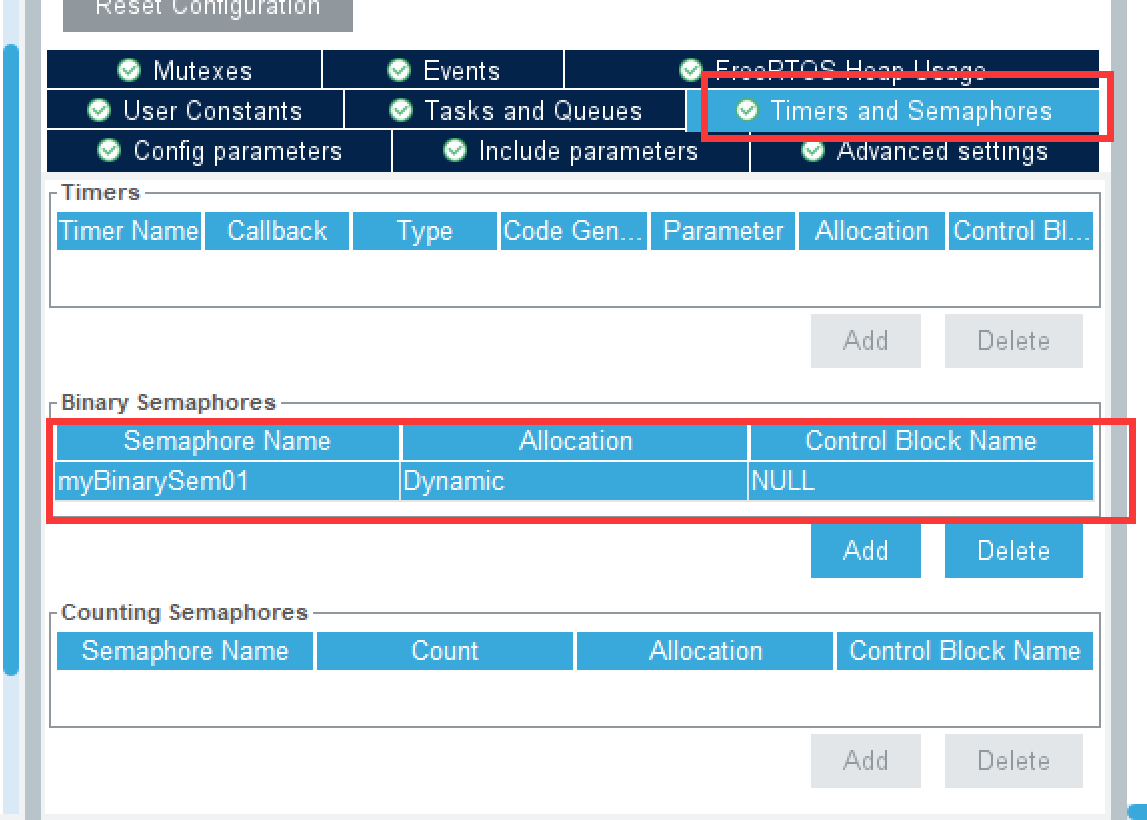 Reset Configuration
Mutexes Events FreeRTOS Heap Usage
User Constants Tasks and Queues Timers and Semaphores
Config parameters Include parameters Advanced settings
Timers
Timer Name Callback Type Code Gen... Parameter Allocation Control Bl...
Add Delete
Binary Semaphores
Semaphore Name Allocation Control Block Name
myBinarySem01 Dynamic NULL
Add Delete
Counting Semaphores
Semaphore Name Count Allocation Control Block Name
Add Delete